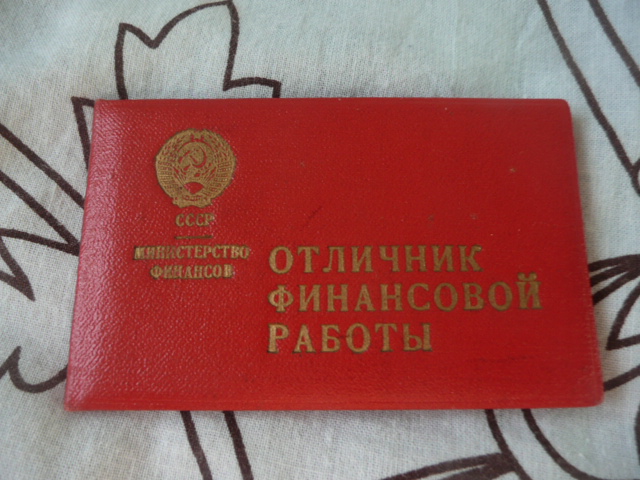 СССР
МИНИСТЕРСТВО
ФИНАНСОВ
ОТЛИЧНИК
ФИНАНСОВОЙ
РАБОТЫ